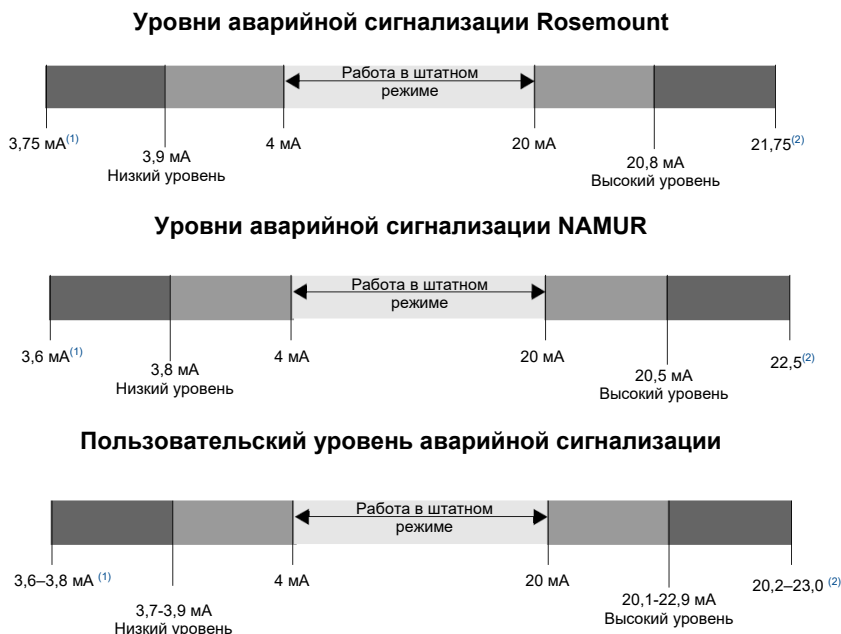 Уровни аварийной сигнализации Rosemount
Работа в штатном
режиме
3,75 мА(1)
3,9 мА
Низкий уровень
4 мА
20 мА
20,8 мА
Высокий уровень
21,75(2)
Уровни аварийной сигнализации NAMUR
Работа в штатном
режиме
3,6 мА(1)
3,8 мА
Низкий уровень
4 мА
20 мА
20,5 мА
Высокий уровень
22,5(2)
Пользовательский уровень аварийной сигнализации
Работа в штатном
режиме
3,6–3,8 мА (1)
3,7-3,9 мА
Низкий уровень
4 мА
20 мА
20,1-22,9 мА
Высокий уровень
20,2–23,0 (2)